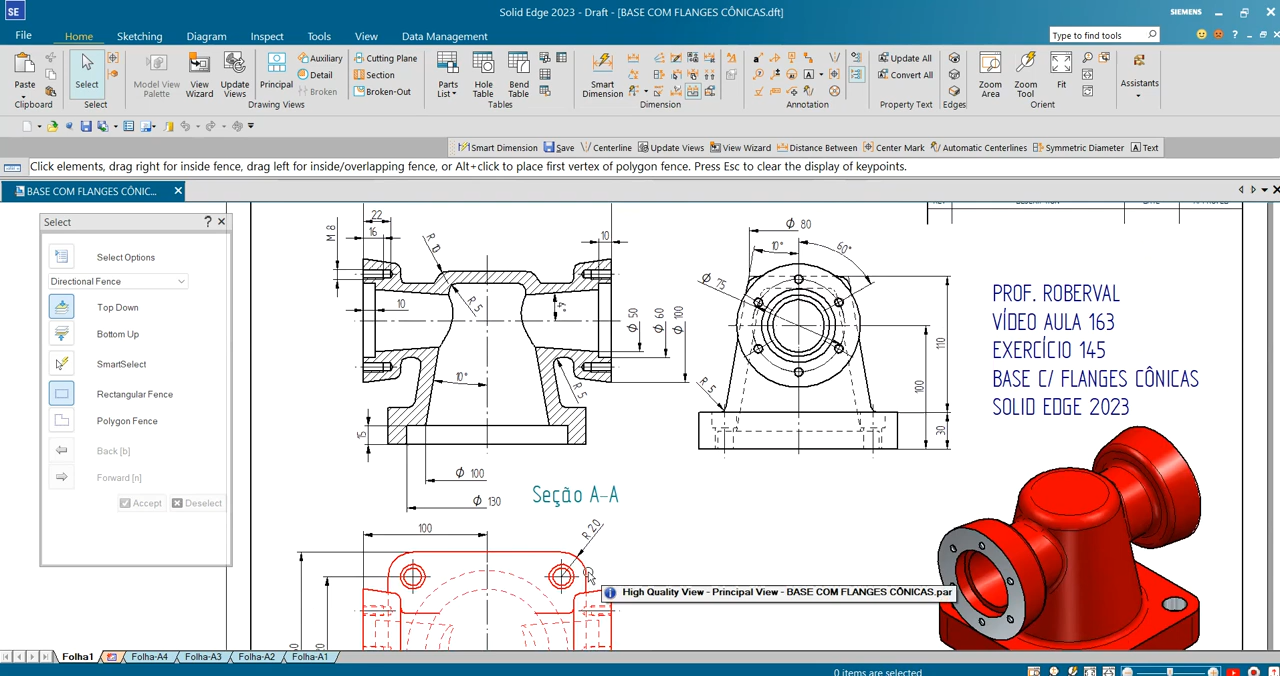 SE
Solid Edge 2023 - Draft - [BASE COM FLANGES CÔNICAS.dft]
SIEMENS
File Home Sketching Diagram Inspect Tools View Data Management
Type to find tools
Paste
Select
Model View Palette
View Wizard
Update Views
Principal
Auxiliary
Detail
Broken
Cutting Plane
Section
Broken-Out
Parts List
Hole Table
Bend Table
Smart Dimension
Update All
Convert All
Zoom Area
Zoom Tool
Fit
Assistants
Clipboard Select Drawing Views Tables Dimension Annotation Property Text Edges Orient
Smart Dimension Save Centerline Update Views View Wizard Distance Between Center Mark Automatic Centerlines Symmetric Diameter Text
Click elements, drag right for inside fence, drag left for inside/overlapping fence, or Alt+click to place first vertex of polygon fence. Press Esc to clear the display of keypoints.
BASE COM FLANGES CÔNIC...
Select
Select Options
Directional Fence
Top Down
Bottom Up
SmartSelect
Rectangular Fence
Polygon Fence
Back [b]
Forward [n]
Accept Deselect
22
16
M 8
R 10
10
10
R 5
4°
Φ 50
Φ 60
Φ 100
10°
R 5
15
Φ 100
Φ 130
Seção A-A
Φ 80
10°
60°
Φ 75
R 5
110
100
30
PROF. ROBERVAL
VÍDEO AULA 163
EXERCÍCIO 145
BASE C/ FLANGES CÔNICAS
SOLID EDGE 2023
100
R 20
High Quality View - Principal View - BASE COM FLANGES CÔNICAS.par
Folha1 Folha-A4 Folha-A3 Folha-A2 Folha-A1
0 items are selected